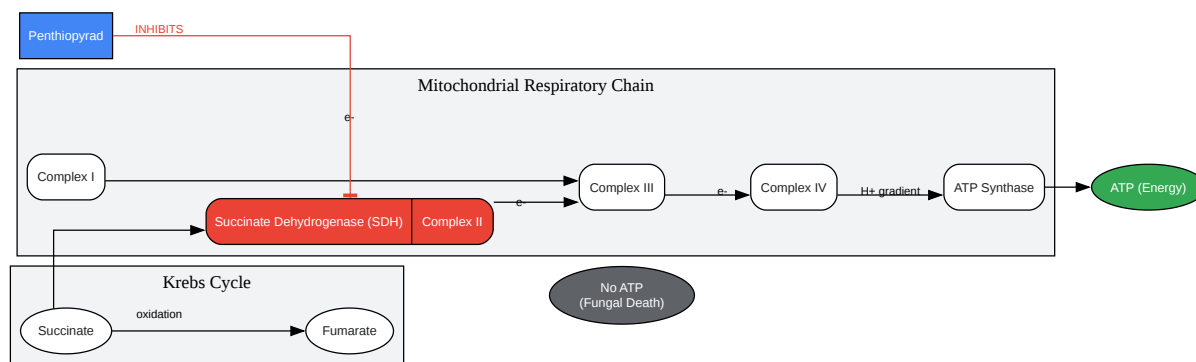 Penthiopyrad
INHIBITS
Mitochondrial Respiratory Chain
e-
Complex I
Complex III
e-
Complex IV
H+ gradient
ATP Synthase
ATP (Energy)
Succinate Dehydrogenase (SDH)
Complex II
e-
Krebs Cycle
No ATP
(Fungal Death)
oxidation
Succinate
Fumarate